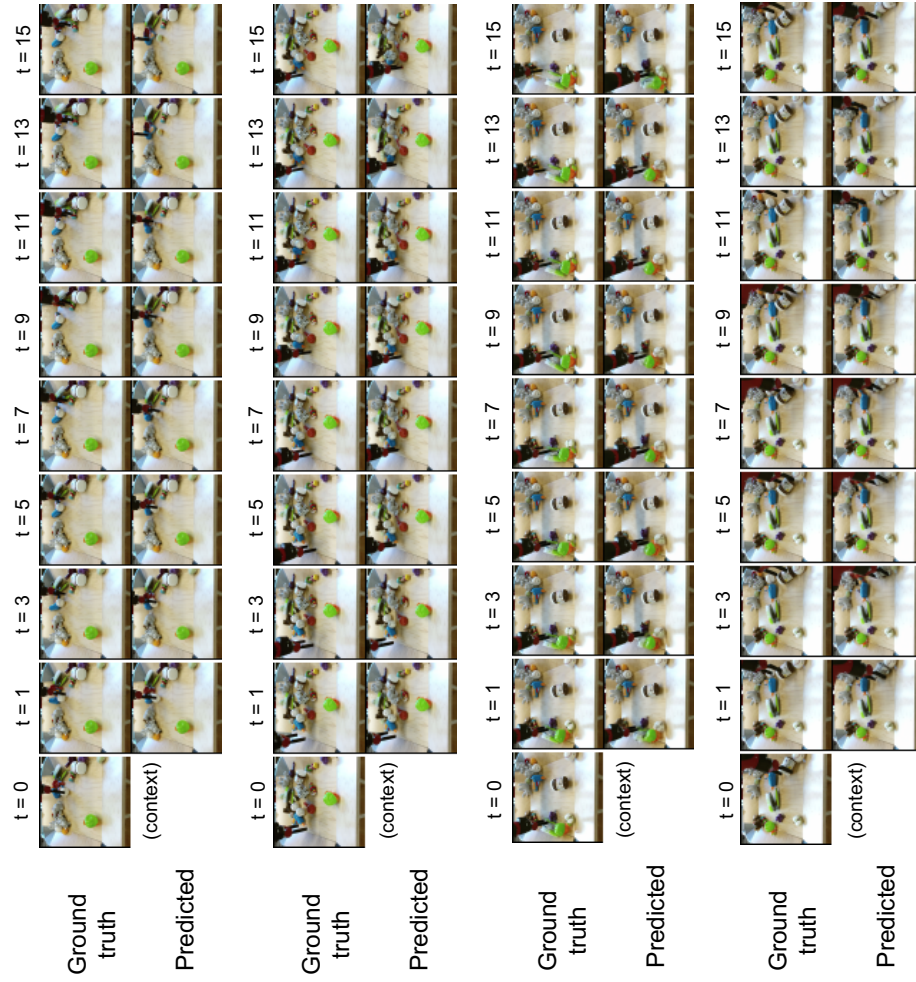 t = 0 t = 1 t = 3 t = 5 t = 7 t = 9 t = 11 t = 13 t = 15
Ground
truth
Predicted
(context)
t = 0 t = 1 t = 3 t = 5 t = 7 t = 9 t = 11 t = 13 t = 15
Ground
truth
Predicted
(context)
t = 0 t = 1 t = 3 t = 5 t = 7 t = 9 t = 11 t = 13 t = 15
Ground
truth
Predicted
(context)
t = 0 t = 1 t = 3 t = 5 t = 7 t = 9 t = 11 t = 13 t = 15
Ground
truth
Predicted
(context)